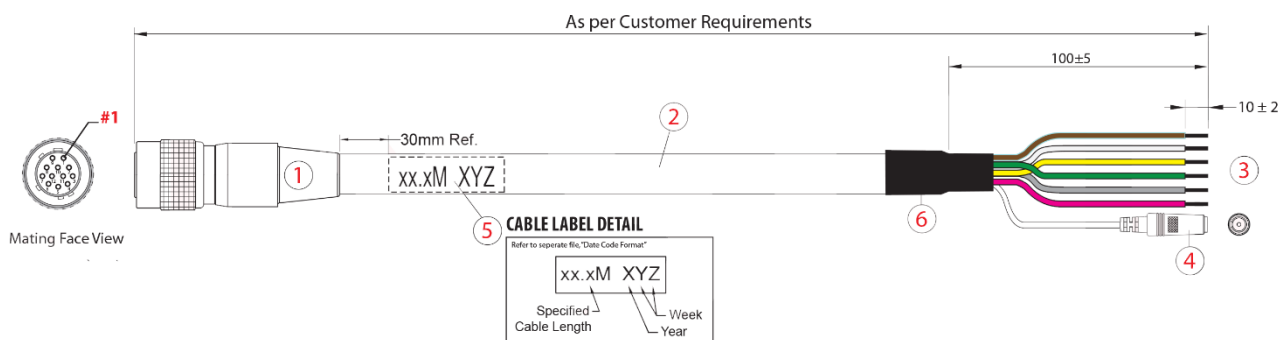 As per Customer Requirements
100±5
10 ± 2
#1
30mm Ref.
2
1
xx.xM XYZ
3
5
6
4
Mating Face View
CABLE LABEL DETAIL
Refer to seperate file,"Date Code Format"
xx.xM XYZ
Specified
Cable Length
Week
Year